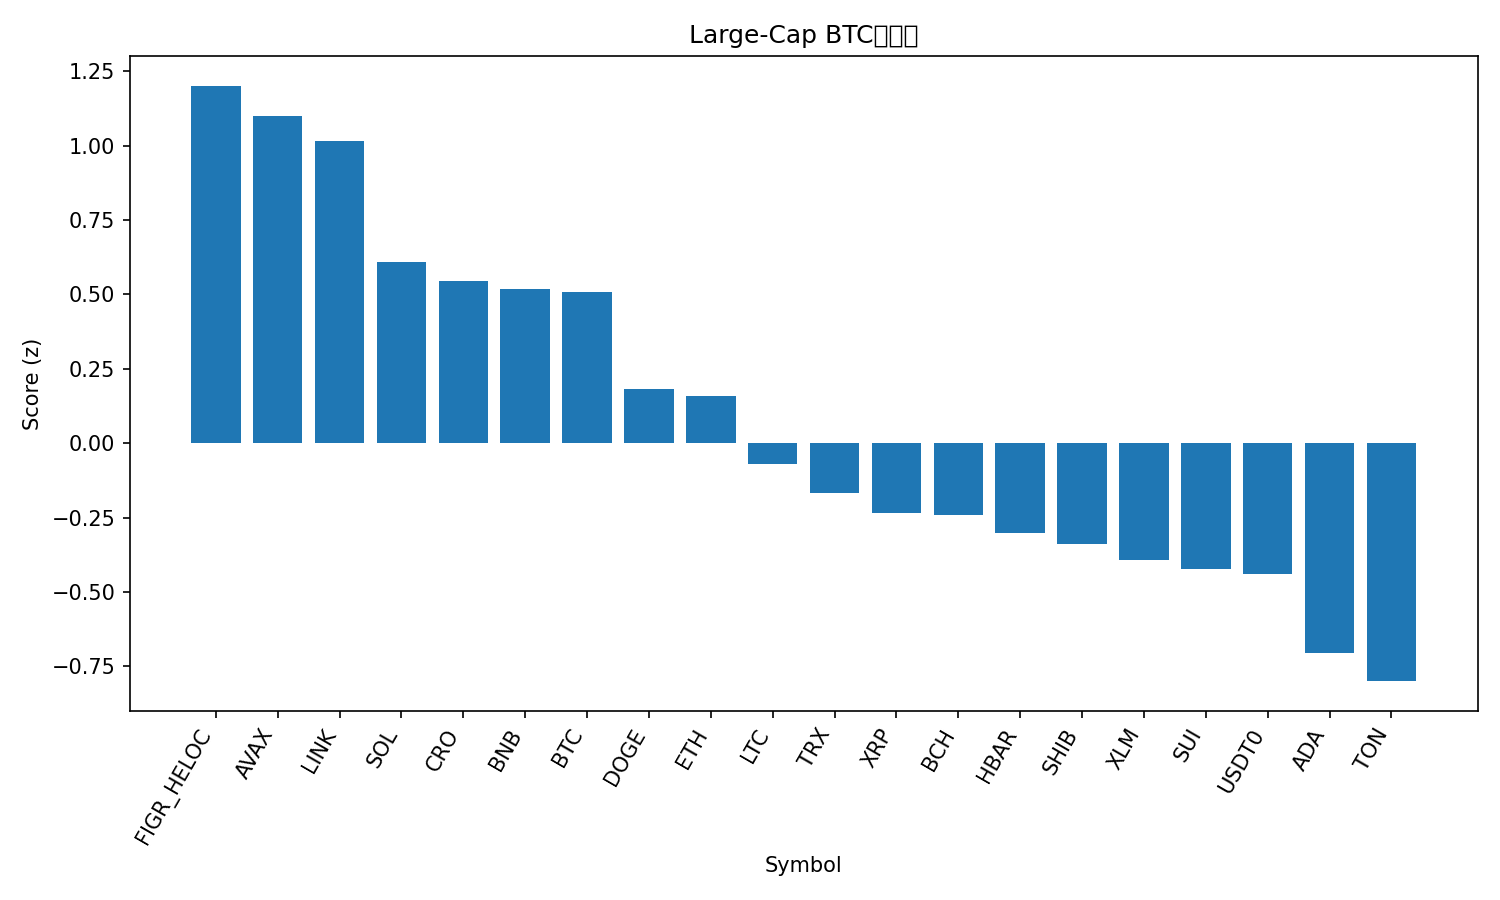 Large-Cap BTC
1.25
1.00
0.75
0.50
0.25
0.00
−0.25
−0.50
−0.75
Score (z)
FIGR_HELOC
AVAX
LINK
SOL
CRO
BNB
BTC
DOGE
ETH
LTC
TRX
XRP
BCH
HBAR
SHIB
XLM
SUI
USDT0
ADA
TON
Symbol